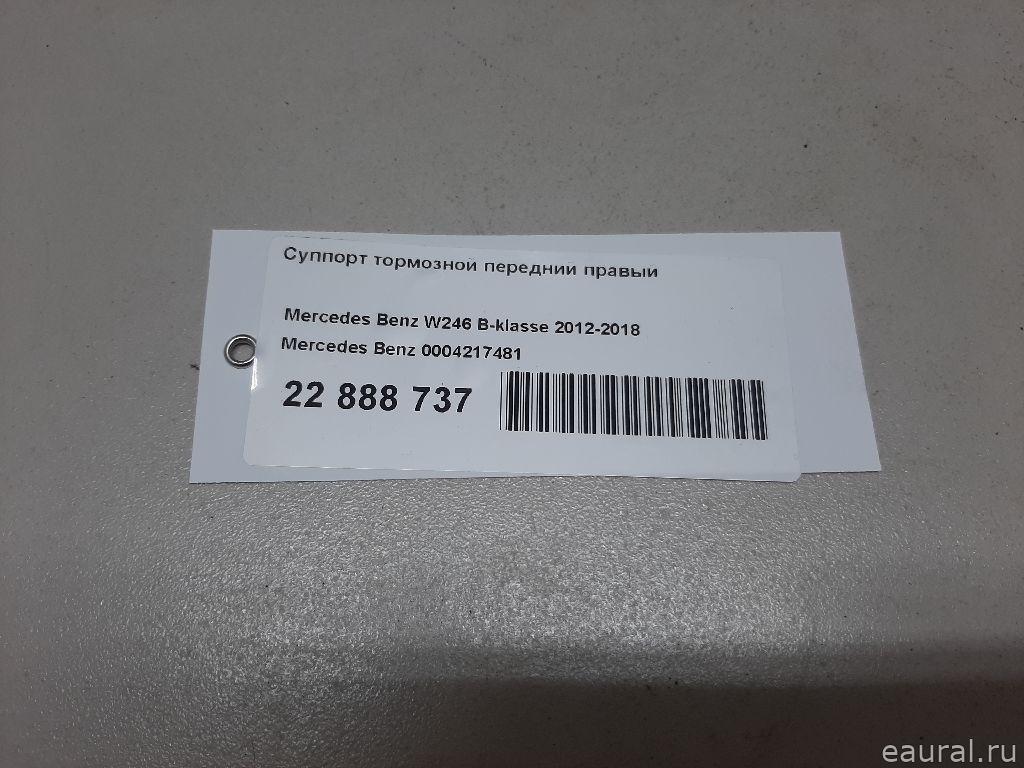 Суппорт тормозной передний правый
Mercedes Benz W246 B-klasse 2012-2018
Mercedes Benz 0004217481
22 888 737
eaural.ru